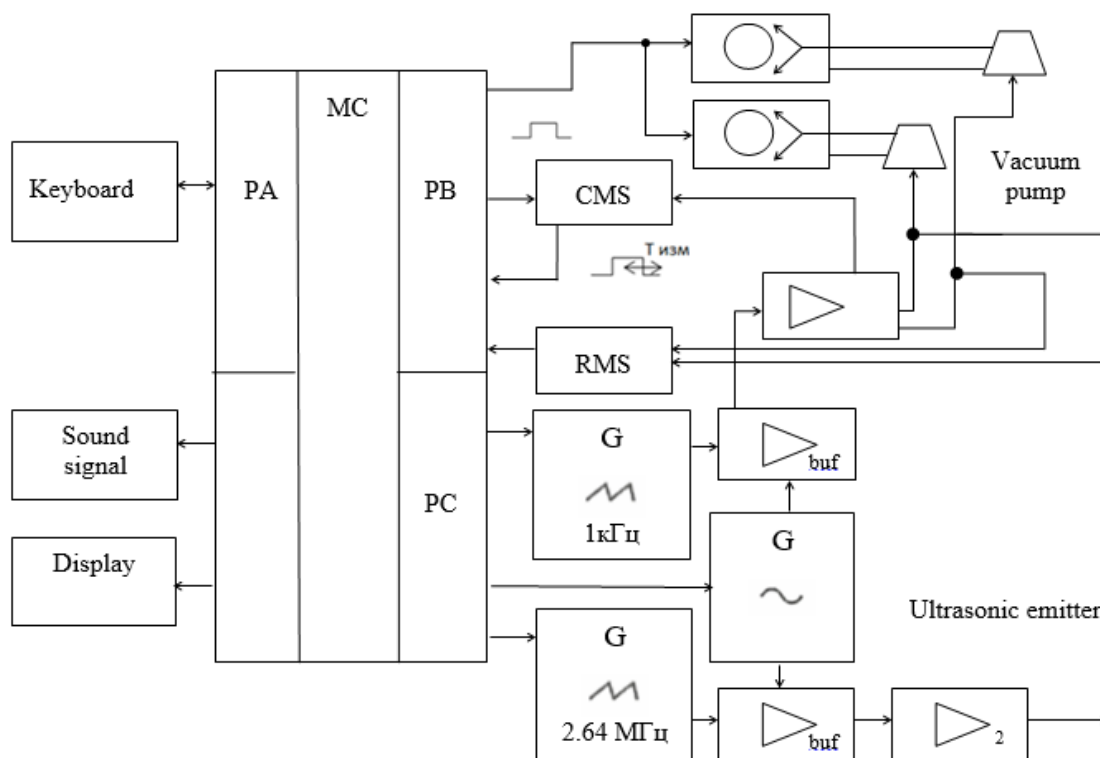 MC
Keyboard
PA
PB
CMS
Vacuum
pump
T изм
RMS
Sound
signal
G
1кГц
buf
PC
G
Display
Ultrasonic emitter
G
2.64 МГц
buf
2